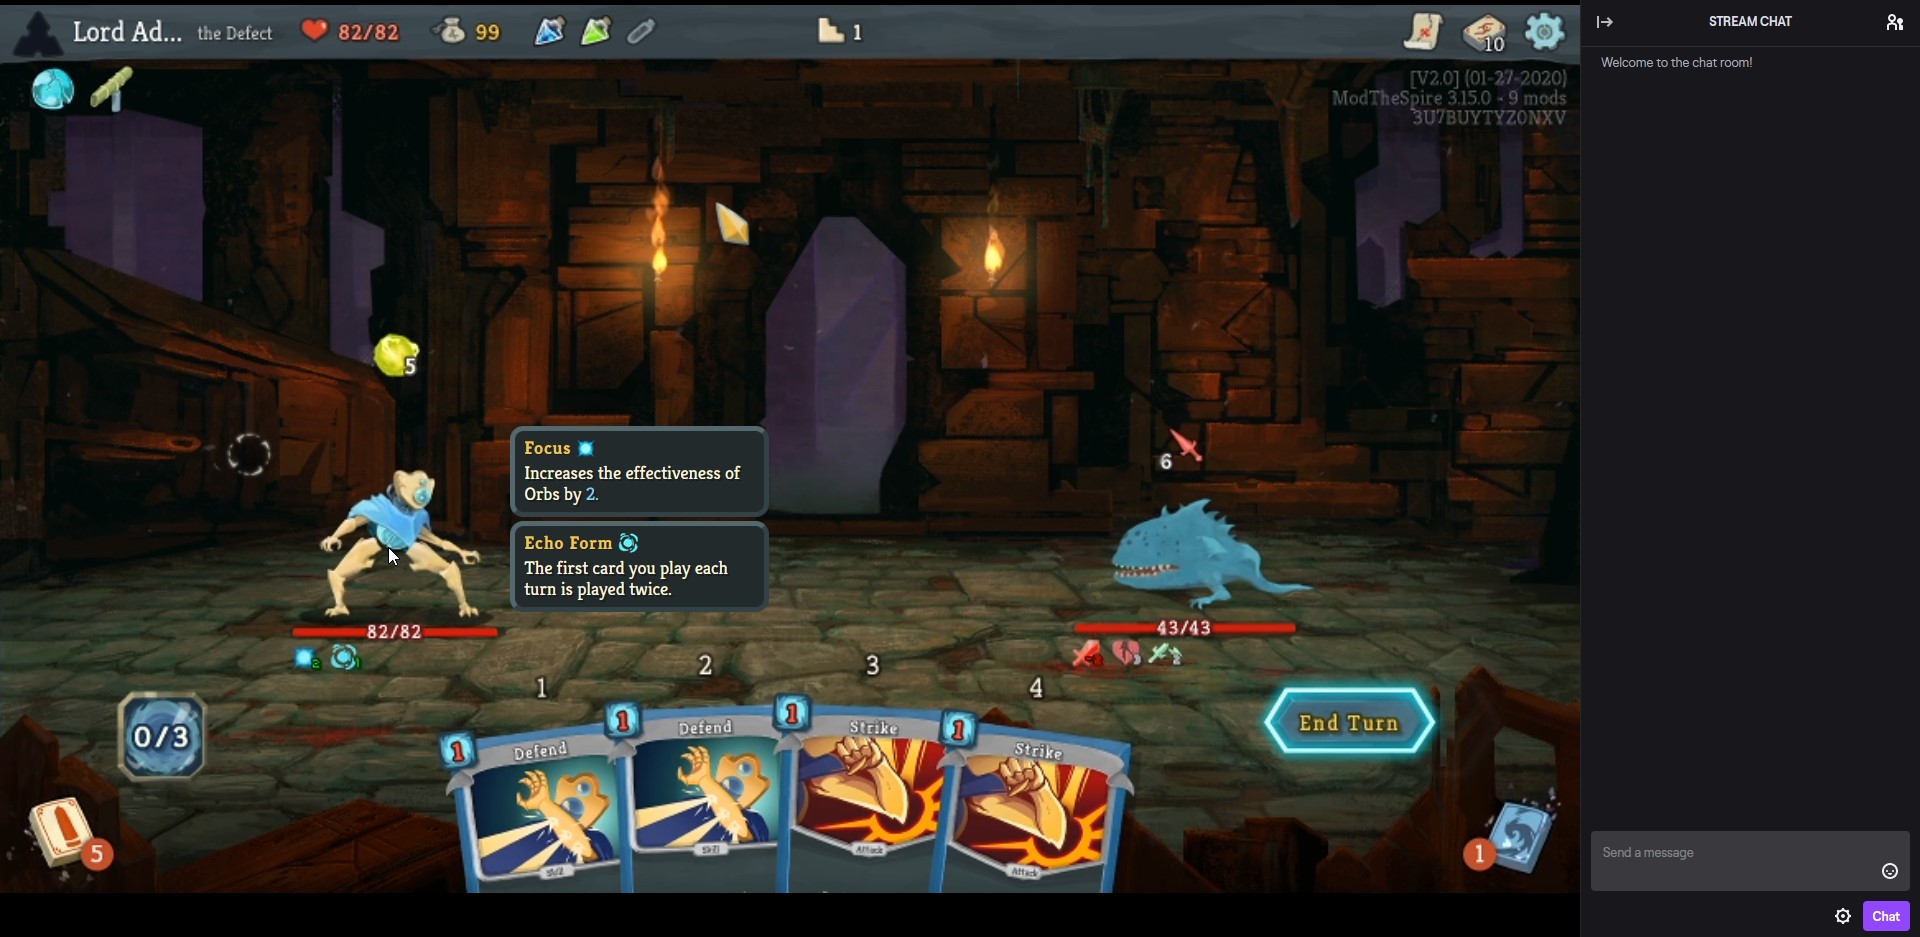 Lord Ad... the Defect 82/82 99 1 10
[V2.0] (01-27-2020)
ModTheSpire 3.15.0 - 9 mods
3U7BUYTYZ0NXV
5
Focus
Increases the effectiveness of
Orbs by 2.
Echo Form
The first card you play each
turn is played twice.
6
82/82
43/43
2 1
3 2
1 2 3 4
0/3
1 Defend
Skill
1 Defend
Skill
1 Strike
Attack
1 Strike
Attack
End Turn
5
1
STREAM CHAT
Welcome to the chat room!
Send a message
Chat